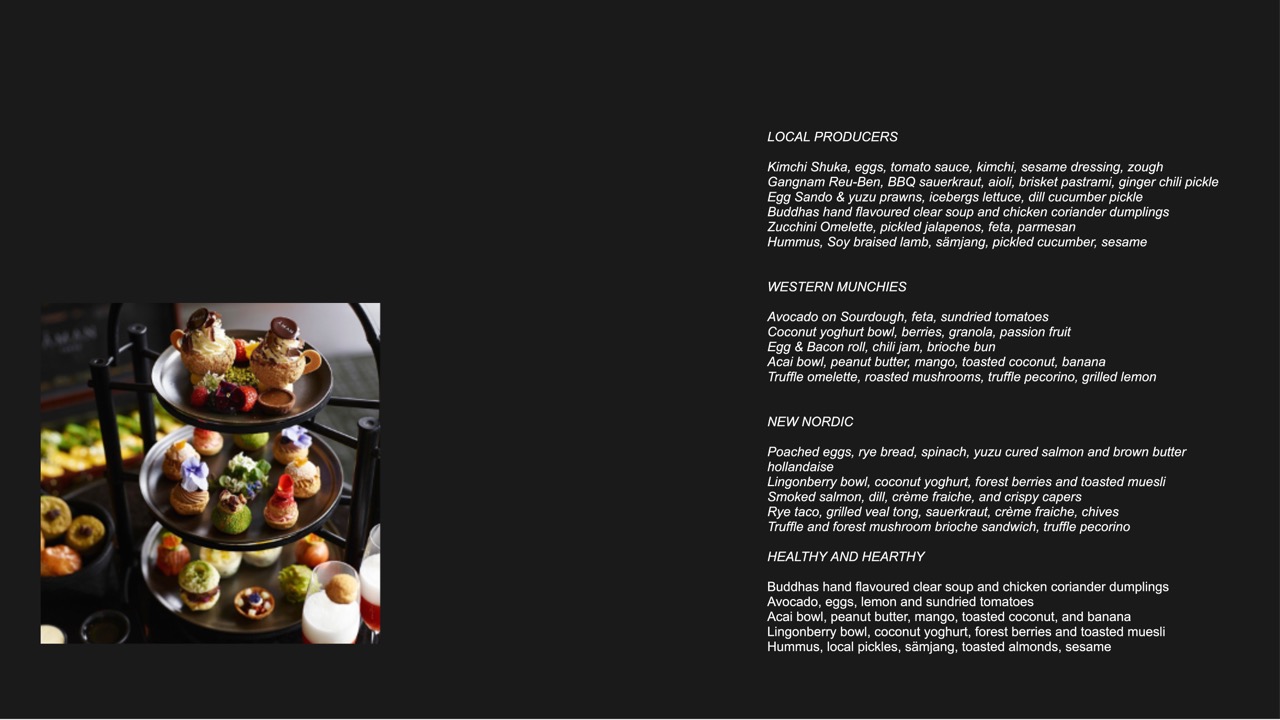 LOCAL PRODUCERS
Kimchi Shuka, eggs, tomato sauce, kimchi, sesame dressing, zough
Gangnam Reu-Ben, BBQ sauerkraut, aioli, brisket pastrami, ginger chili pickle
Egg Sando & yuzu prawns, icebergs lettuce, dill cucumber pickle
Buddhas hand flavoured clear soup and chicken coriander dumplings
Zucchini Omelette, pickled jalapenos, feta, parmesan
Hummus, Soy braised lamb, sämjang, pickled cucumber, sesame
WESTERN MUNCHIES
Avocado on Sourdough, feta, sundried tomatoes
Coconut yoghurt bowl, berries, granola, passion fruit
Egg & Bacon roll, chili jam, brioche bun
Acai bowl, peanut butter, mango, toasted coconut, banana
Truffle omelette, roasted mushrooms, truffle pecorino, grilled lemon
NEW NORDIC
Poached eggs, rye bread, spinach, yuzu cured salmon and brown butter
hollandaise
Lingonberry bowl, coconut yoghurt, forest berries and toasted muesli
Smoked salmon, dill, crème fraiche, and crispy capers
Rye taco, grilled veal tong, sauerkraut, crème fraiche, chives
Truffle and forest mushroom brioche sandwich, truffle pecorino
HEALTHY AND HEARTHY
Buddhas hand flavoured clear soup and chicken coriander dumplings
Avocado, eggs, lemon and sundried tomatoes
Acai bowl, peanut butter, mango, toasted coconut, and banana
Lingonberry bowl, coconut yoghurt, forest berries and toasted muesli
Hummus, local pickles, sämjang, toasted almonds, sesame